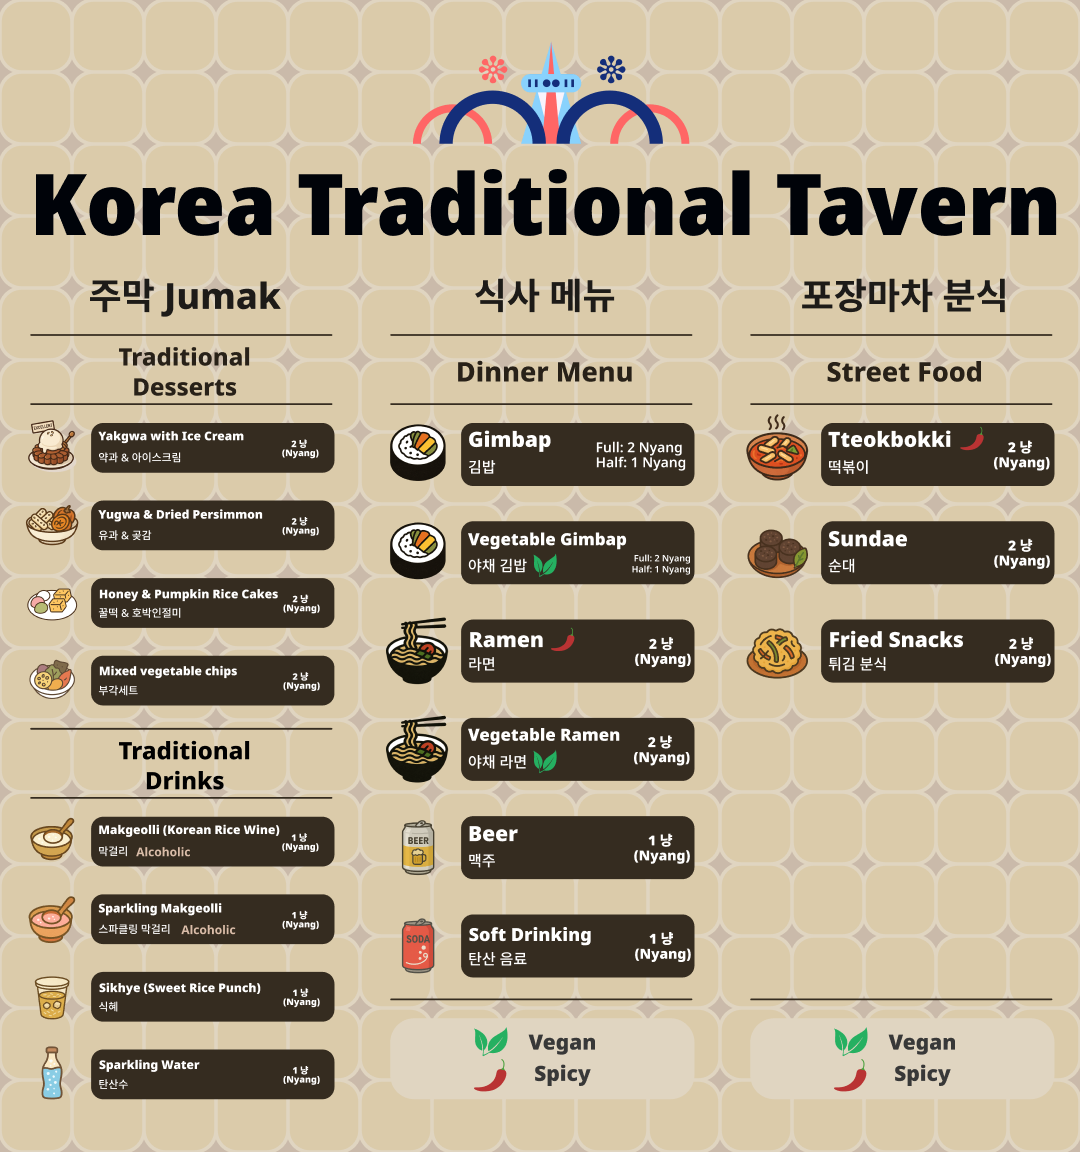 Korea Traditional Tavern
주막 Jumak
Traditional
Desserts
EXCELLENT
Yakgwa with Ice Cream
약과 & 아이스크림
2 냥
(Nyang)
Yugwa & Dried Persimmon
유과 & 곶감
2 냥
(Nyang)
Honey & Pumpkin Rice Cakes
꿀떡 & 호박인절미
2 냥
(Nyang)
Mixed vegetable chips
부각세트
2 냥
(Nyang)
Traditional
Drinks
Makgeolli (Korean Rice Wine)
막걸리 Alcoholic
1 냥
(Nyang)
Sparkling Makgeolli
스파클링 막걸리 Alcoholic
1 냥
(Nyang)
Sikhye (Sweet Rice Punch)
식혜
1 냥
(Nyang)
Sparkling Water
탄산수
1 냥
(Nyang)
식사 메뉴
Dinner Menu
Gimbap
김밥
Full: 2 Nyang
Half: 1 Nyang
Vegetable Gimbap
야채 김밥
Full: 2 Nyang
Half: 1 Nyang
Ramen
라면
2 냥
(Nyang)
Vegetable Ramen
야채 라면
2 냥
(Nyang)
BEER
Beer
맥주
1 냥
(Nyang)
SODA
Soft Drinking
탄산 음료
1 냥
(Nyang)
Vegan
Spicy
포장마차 분식
Street Food
Tteokbokki
떡볶이
2 냥
(Nyang)
Sundae
순대
2 냥
(Nyang)
Fried Snacks
튀김 분식
2 냥
(Nyang)
Vegan
Spicy